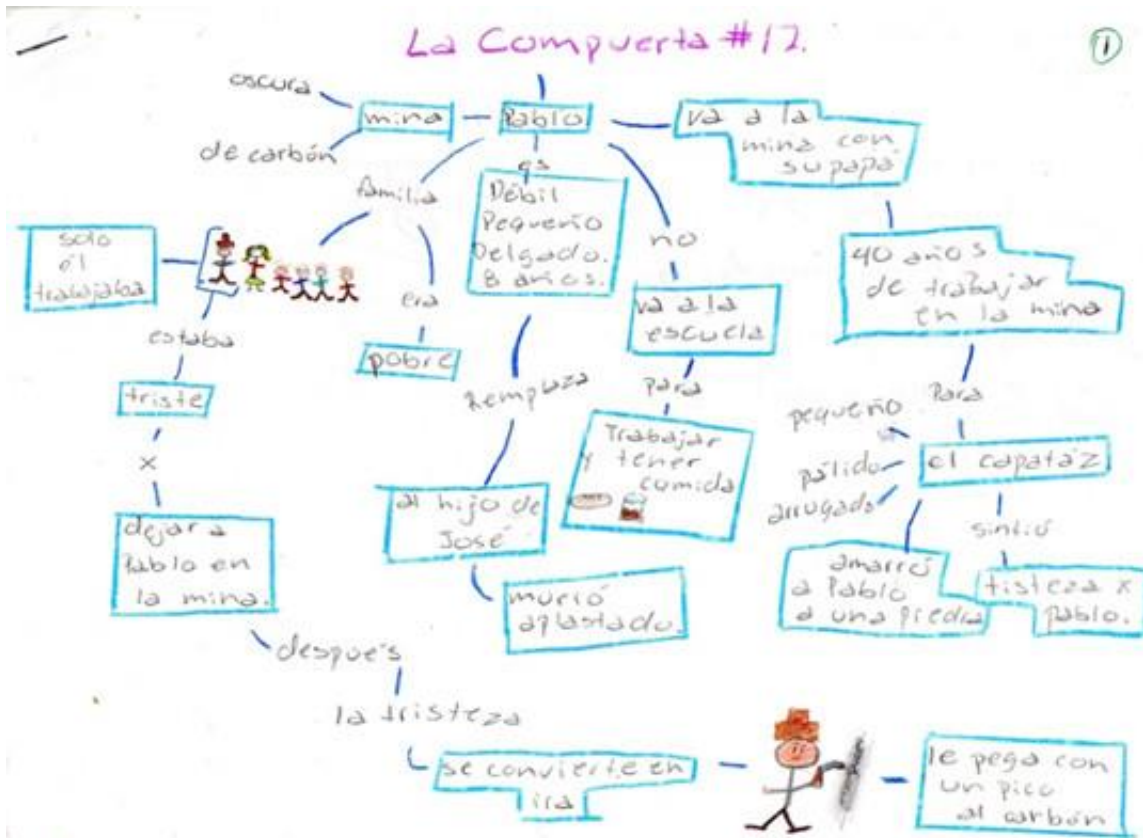 La Compuerta #12.
1
oscura
mina
de carbón
Pablo
va a la
mina con
su papá
familia
es
Débil
Pequeño
Delgado.
8 años.
no
va a la
escuela
para
Trabajar
y tener
comida
solo
él
trabajaba
era
pobre
estaba
triste
x
dejar a
Pablo en
la mina.
Remplaza
al hijo de
José
murió
aplastado.
40 años
de trabajar
en la mina
Para
pequeño
pálido
arrugado
el capatáz
sintió
amarró
a Pablo
a una piedra
tisteza x
pablo.
después
la tristeza
se convierte en
ira
le pega con
un pico
al carbón